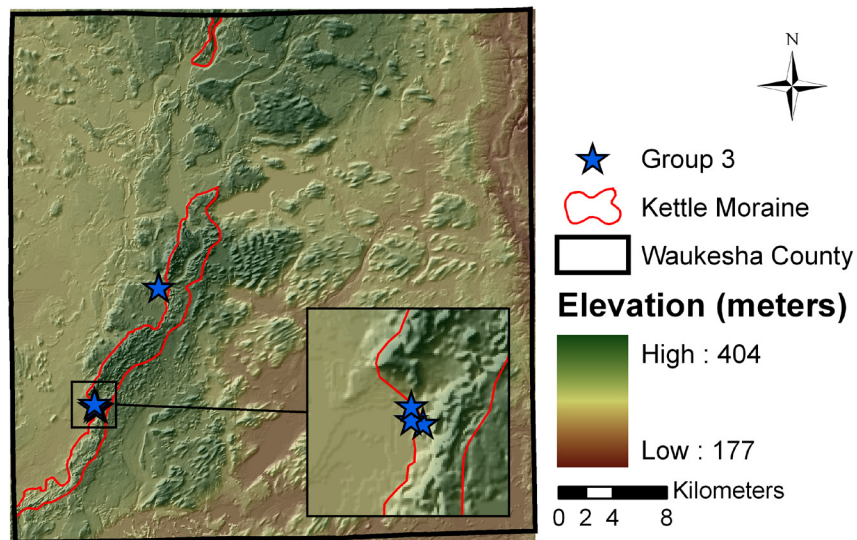 N
Group 3
Kettle Moraine
Waukesha County
Elevation (meters)
High : 404
Low : 177
Kilometers
0 2 4 8